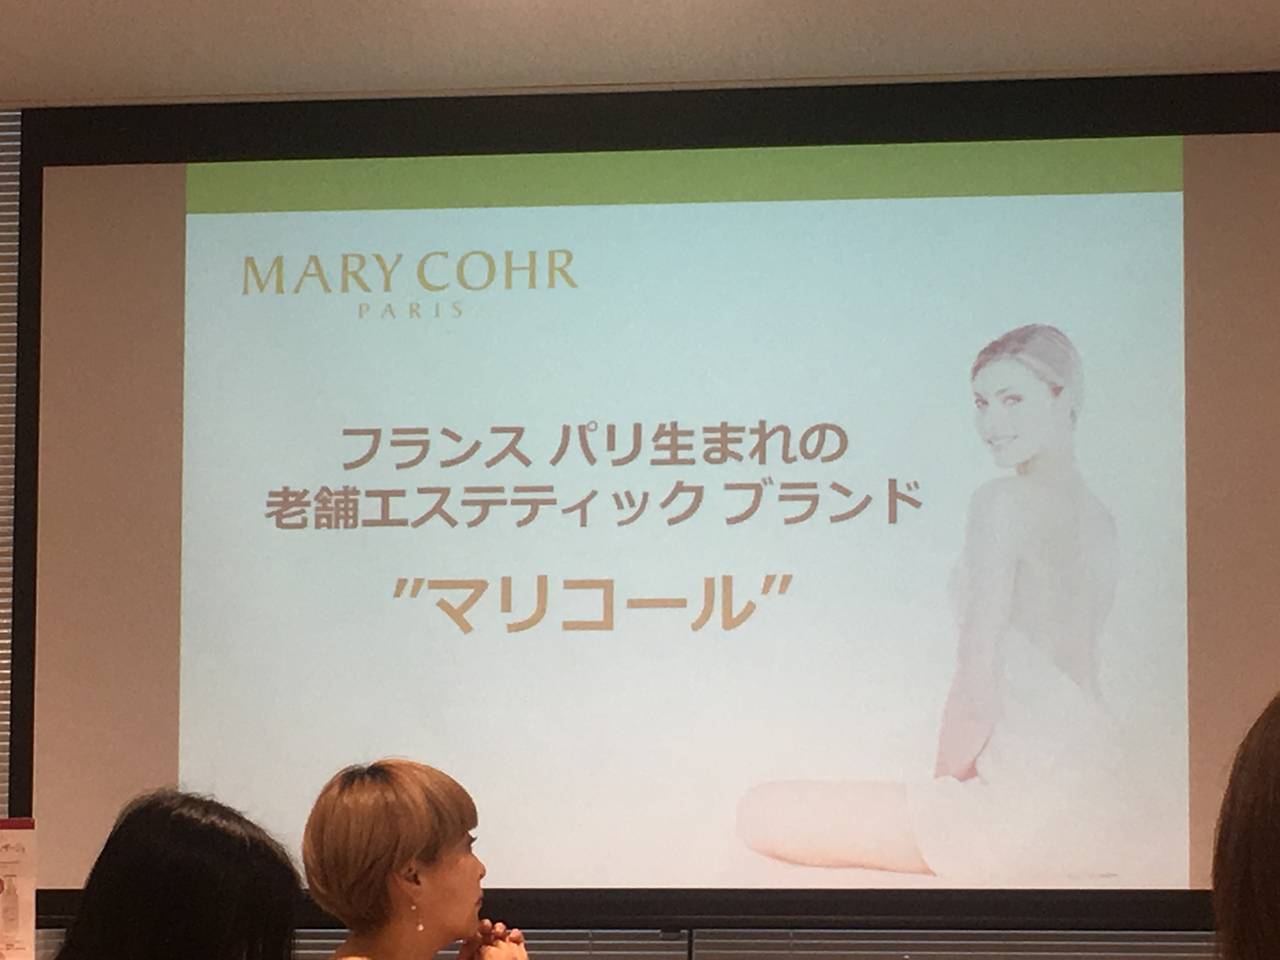 MARY COHR
PARIS
フランス パリ生まれの
老舗エステティック ブランド
”マリコール”